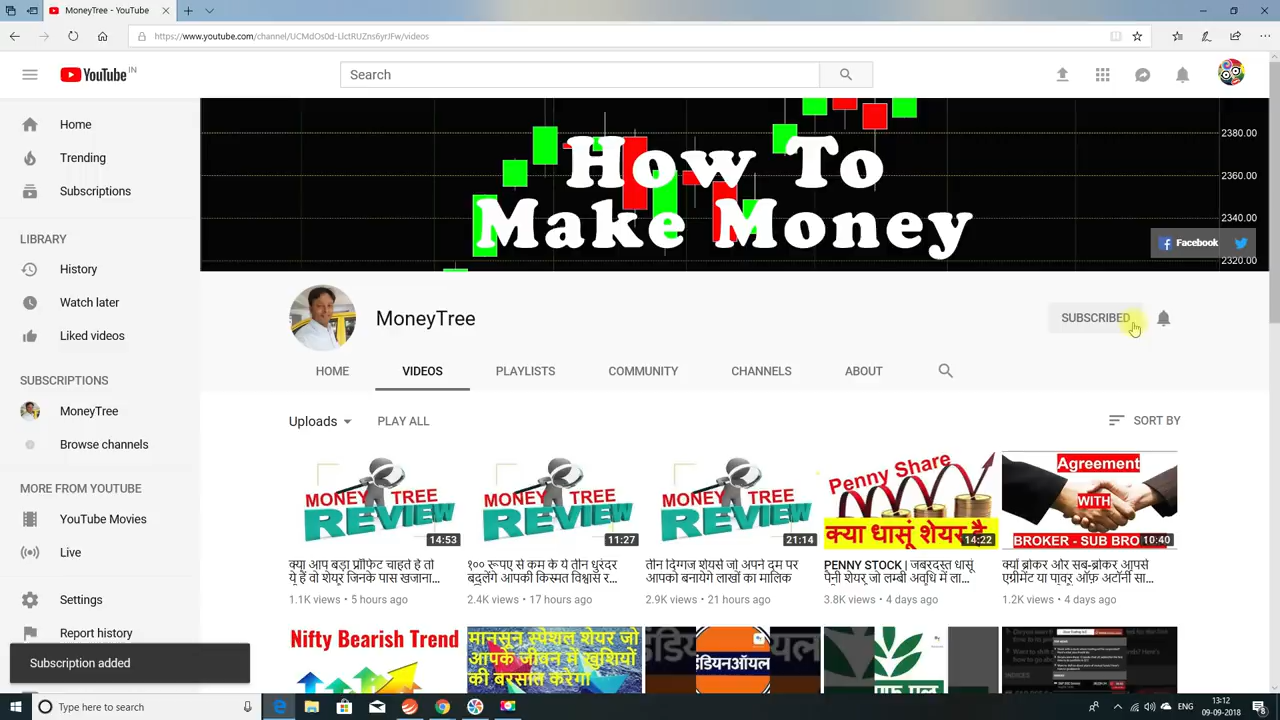 MoneyTree - YouTube
https://www.youtube.com/channel/UCMdOs0d-LlctRUZns6yrJFw/videos
YouTube IN
Search
Home
Trending
Subscriptions
LIBRARY
History
Watch later
Liked videos
SUBSCRIPTIONS
MoneyTree
Browse channels
MORE FROM YOUTUBE
YouTube Movies
Live
Settings
Report history
2380.00
2360.00
2340.00
2320.00
How To
Make Money
Facebook
MoneyTree
SUBSCRIBED
HOME VIDEOS PLAYLISTS COMMUNITY CHANNELS ABOUT
Uploads PLAY ALL SORT BY
MONEY TREE
REVIEW
14:53
MONEY TREE
REVIEW
11:27
MONEY TREE
REVIEW
21:14
Penny Share
क्या धासूं शेयर है
14:22
Agreement
WITH
BROKER - SUB BRO
10:40
क्या आप बड़ा प्रॉफिट चाहते है तो
ये है वो शेयर जिनके पास खजाना...
1.1K views • 5 hours ago
१०० रूपए से कम के ये तीन धुरंदर
बदलेंगे आपकी किस्मत विश्वास र...
2.4K views • 17 hours ago
तीन दिग्गज शेयर्स जो अपने दम पर
आपको बनायेगे लाखों का मालिक
2.9K views • 21 hours ago
PENNY STOCK | जबरदस्त धासूं
पेनी शेयर जो लम्बी अवधि में ला...
3.8K views • 4 days ago
क्यों ब्रोकर और सब-ब्रोकर आपसे
एग्रीमेंट या पावर ऑफ़ अटॉर्नी सा...
1.2K views • 4 days ago
Nifty Baarish Trend
मानसून स्पेशल शेयर जो
ENG
13:12
09-09-2018